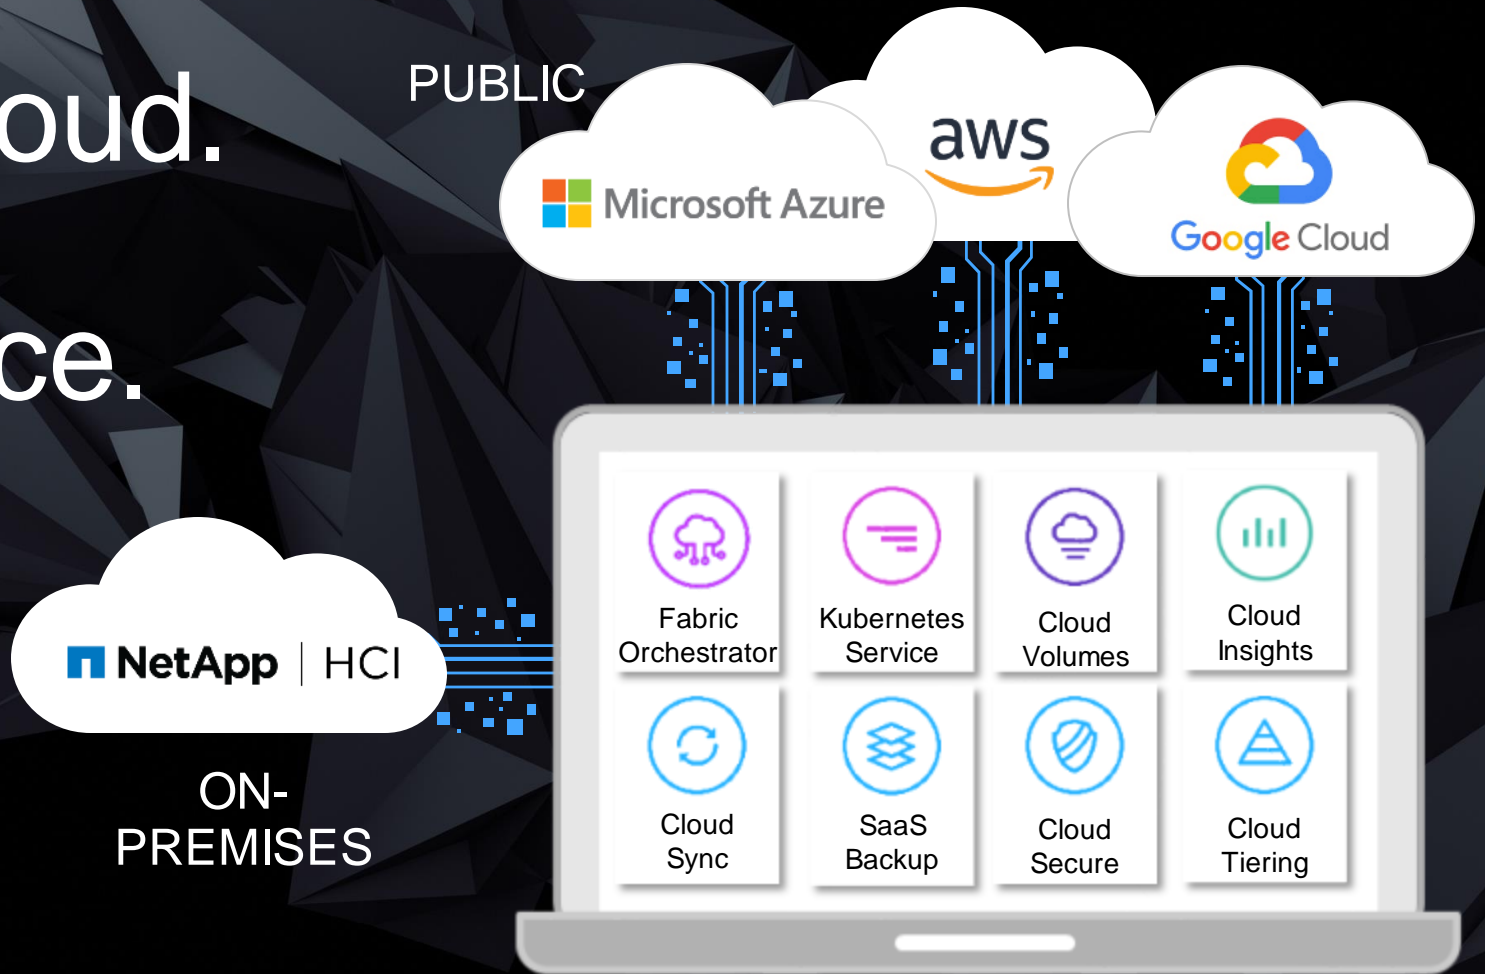 oud.
ce.
PUBLIC
Microsoft Azure
aws
Google Cloud
NetApp | HCI
ON-
PREMISES
Fabric
Orchestrator
Kubernetes
Service
Cloud
Volumes
Cloud
Insights
Cloud
Sync
SaaS
Backup
Cloud
Secure
Cloud
Tiering